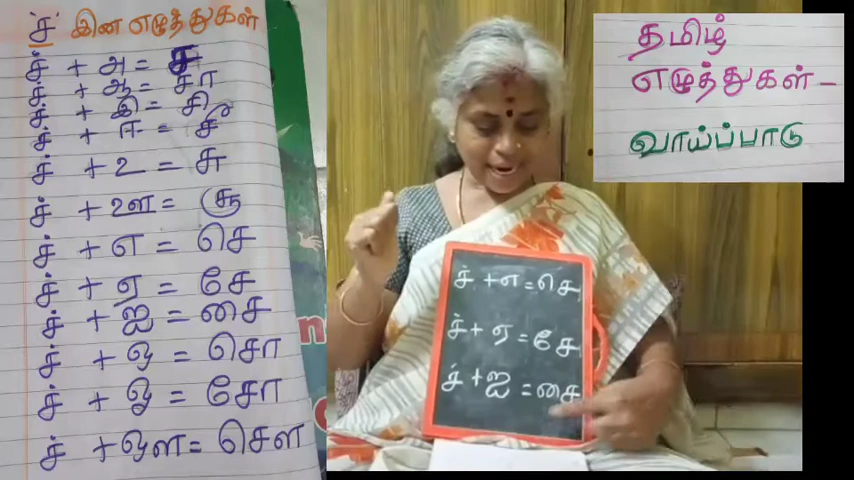 'ச்' இன எழுத்துகள்
ச் + அ = ச
ச் + ஆ = சா
ச் + இ = சி
ச் + ஈ = சீ
ச் + உ = சு
ச் + ஊ = சூ
ச் + எ = செ
ச் + ஏ = சே
ச் + ஐ = சை
ச் + ஒ = சொ
ச் + ஓ = சோ
ச் + ஔ = சௌ
ச் + எ = செ
ச் + ஏ = சே
ச் + ஐ = சை
தமிழ்
எழுத்துகள் -
வாய்ப்பாடு